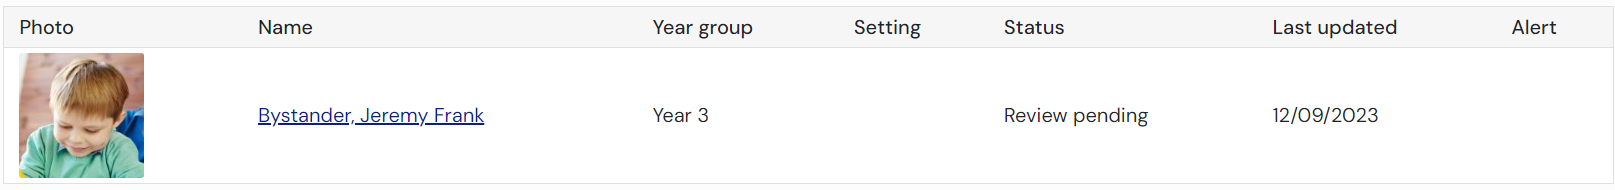 Photo Name Year group Setting Status Last updated Alert
Bystander, Jeremy Frank Year 3 Review pending 12/09/2023